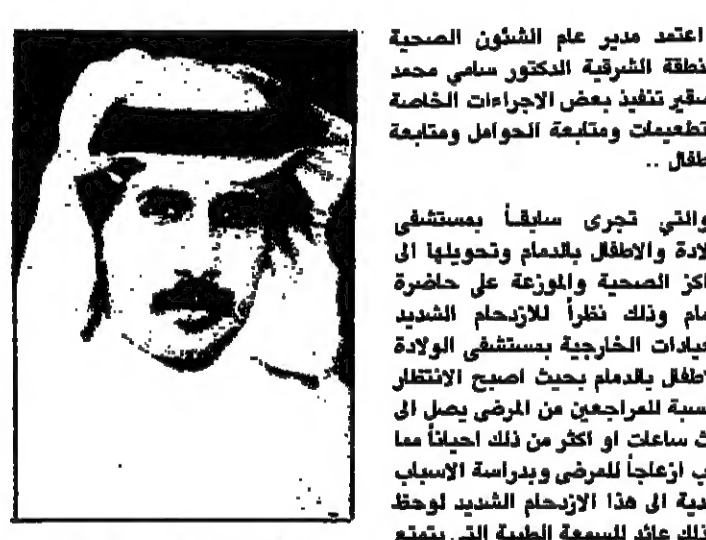 اعتمد مدير عام الشئون الصحية
نطقة الشرقية الدكتور سامي محمد
سقير تنفيذ بعض الاجراءات الخاصة
تطعيمات ومتابعة الحوامل ومتابعة
طفال ..
والتي تجرى سابقاً بمستشفى
لادة والاطفال بالدمام وتحويلها الى
اكز الصحية والموزعة على حاضرة
مام وذلك نظراً للازدحام الشديد
عيادات الخارجية بمستشفى الولادة
لاطفال بالدمام بحيث اصبح الانتظار
سبة للمراجعين من المرضى يصل الى
ث ساعات او اكثر من ذلك احياناً مما
ب ازعاجاً للمرضى وبدراسة الاسباب
دية الى هذا الازدحام الشديد لوحظ
ذلك عائد للسمعة الطيبة التي يتمتع